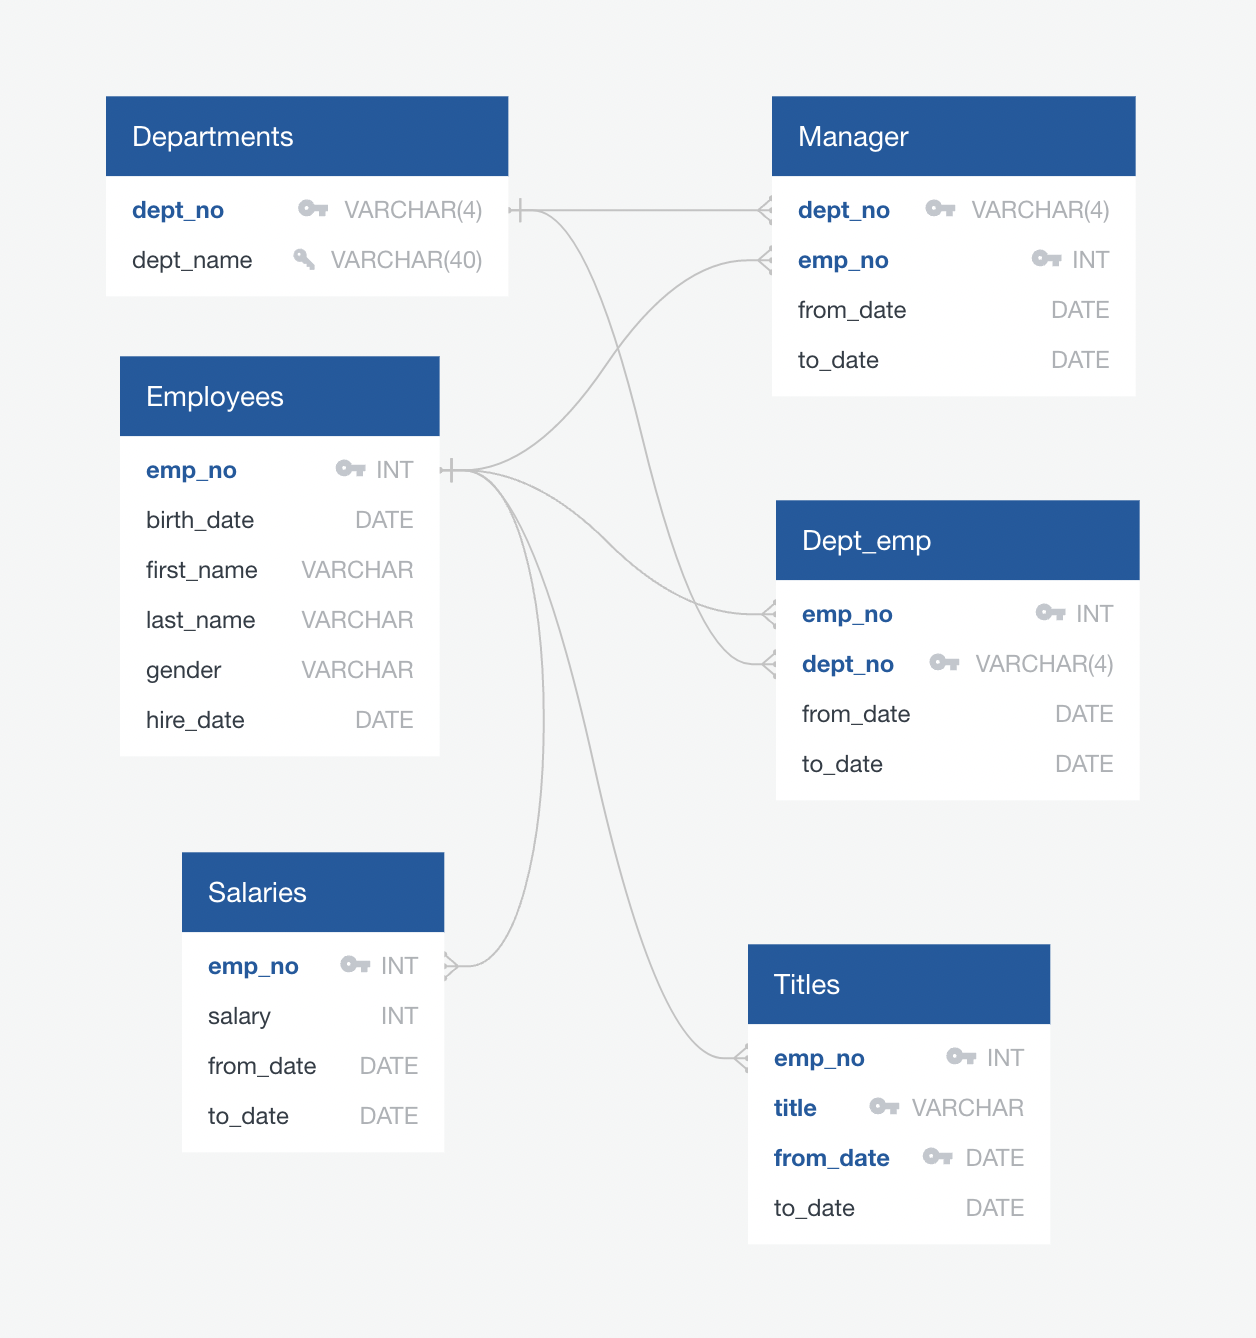 Departments
dept_no VARCHAR(4)
dept_name VARCHAR(40)
Manager
dept_no VARCHAR(4)
emp_no INT
from_date DATE
to_date DATE
Employees
emp_no INT
birth_date DATE
first_name VARCHAR
last_name VARCHAR
gender VARCHAR
hire_date DATE
Dept_emp
emp_no INT
dept_no VARCHAR(4)
from_date DATE
to_date DATE
Salaries
emp_no INT
salary INT
from_date DATE
to_date DATE
Titles
emp_no INT
title VARCHAR
from_date DATE
to_date DATE